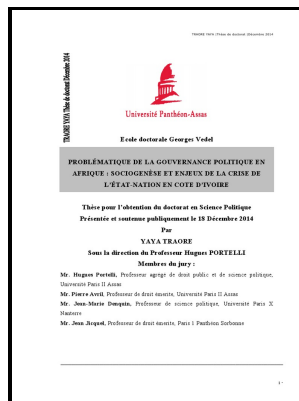 TRAORE YAYA /Thèse de doctorat /Décembre 2014
TRAORE YAYA Thèse de doctorat Décembre 2014
Université Panthéon-Assas
Ecole doctorale Georges Vedel
PROBLÉMATIQUE DE LA GOUVERNANCE POLITIQUE EN
AFRIQUE : SOCIOGENÈSE ET ENJEUX DE LA CRISE DE
L'ÉTAT-NATION EN COTE D'IVOIRE
Thèse pour l'obtention du doctorat en Science Politique
Présentée et soutenue publiquement le 18 Décembre 2014
Par
YAYA TRAORE
Sous la direction du Professeur Hugues PORTELLI
Membres du jury :
Mr. Hugues Portelli, Professeur agrégé de droit public et de science politique,
Université Paris II Assas
Mr. Pierre Avril, Professeur de droit émérite, Université Paris II Assas
Mr. Jean-Marie Denquin, Professeur de science politique, Université Paris X
Nanterre
Mr. Jean Jicquel, Professeur de droit émérite, Paris I Panthéon Sorbonne
1 -